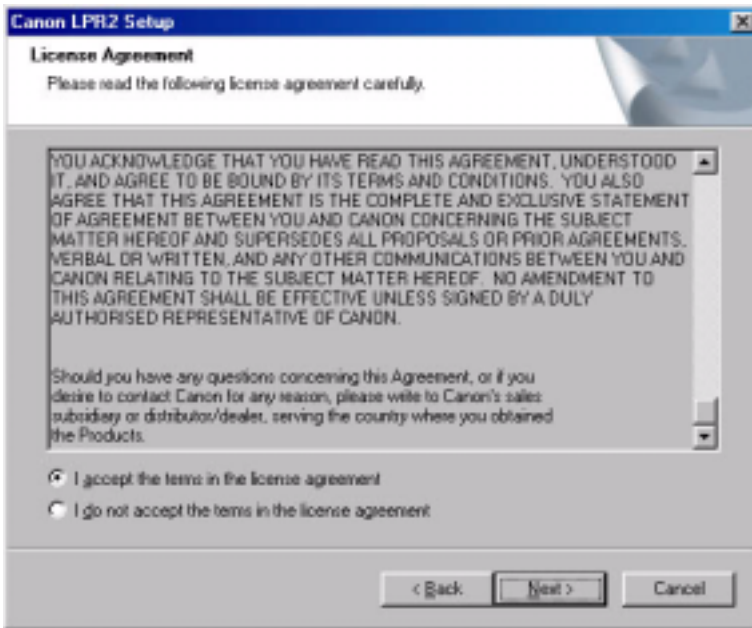 Canon LPR2 Setup
License Agreement
Please read the following license agreement carefully.
YOU ACKNOWLEDGE THAT YOU HAVE READ THIS AGREEMENT, UNDERSTOOD
IT, AND AGREE TO BE BOUND BY ITS TERMS AND CONDITIONS. YOU ALSO
AGREE THAT THIS AGREEMENT IS THE COMPLETE AND EXCLUSIVE STATEMENT
OF AGREEMENT BETWEEN YOU AND CANON CONCERNING THE SUBJECT
MATTER HEREOF AND SUPERSEDES ALL PROPOSALS OR PRIOR AGREEMENTS,
VERBAL OR WRITTEN, AND ANY OTHER COMMUNICATIONS BETWEEN YOU AND
CANON RELATING TO THE SUBJECT MATTER HEREOF. NO AMENDMENT TO
THIS AGREEMENT SHALL BE EFFECTIVE UNLESS SIGNED BY A DULY
AUTHORISED REPRESENTATIVE OF CANON.
Should you have any questions concerning this Agreement, or if you
desire to contact Canon for any reason, please write to Canon's sales
subsidiary or distributor/dealer, serving the country where you obtained
the Products.
I accept the terms in the license agreement
I do not accept the terms in the license agreement
< Back Next > Cancel